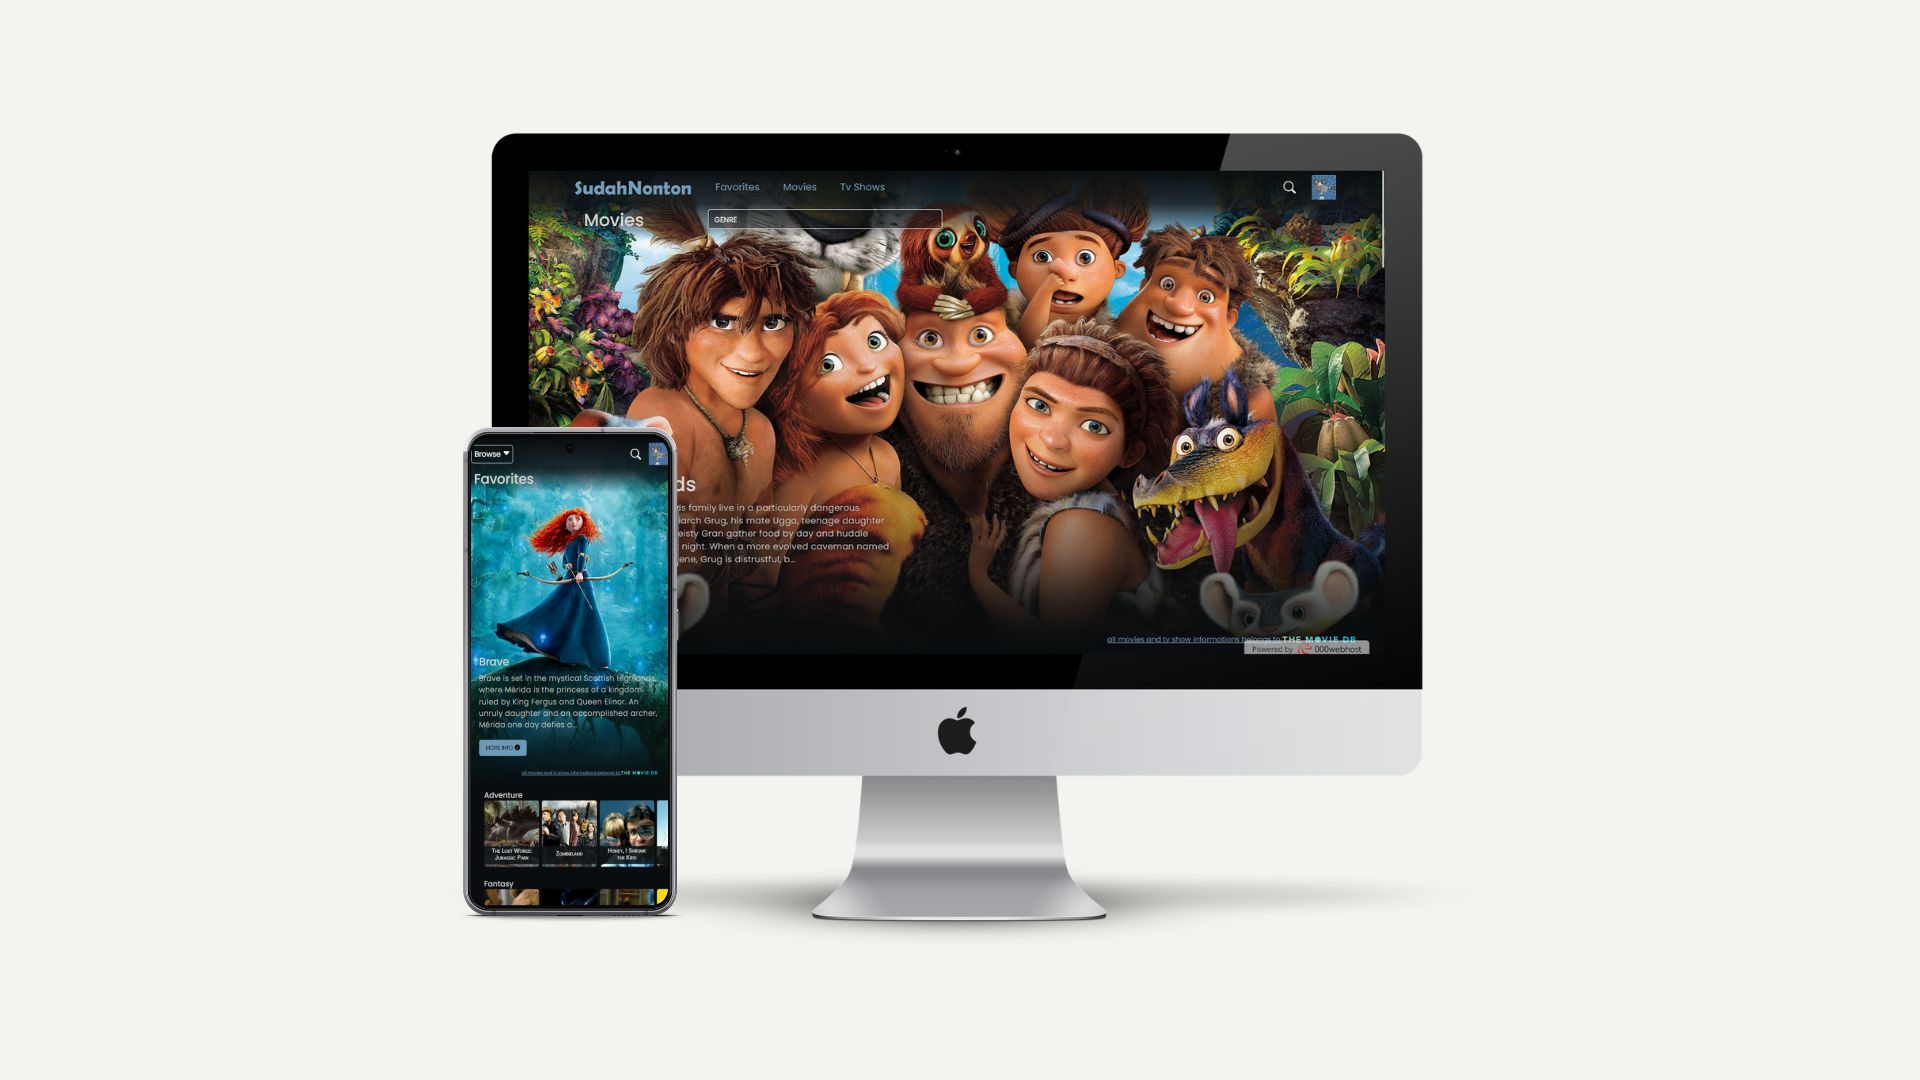 SudahNonton
Favorites
Movies
Tv Shows
Movies
GENRE
ds
ds family live in a particularly dangerous
iarch Grug, his mate Ugga, teenage daughter
eisty Gran gather food by day and huddle
night. When a more evolved caveman named
ene, Grug is distrustful, b...
all movies and tv show informations belongs to THE MOVIE DB
Powered by 000webhost
Browse
Favorites
Brave
Brave is set in the mystical Scottish Highlands,
where Mérida is the princess of a kingdom
ruled by King Fergus and Queen Elinor. An
unruly daughter and an accomplished archer,
Mérida one day defies a...
MORE INFO
all movies and tv show informations belongs to THE MOVIE DB
Adventure
The Lost World:
Jurassic Park
Zombieland
Honey, I Shrunk
the Kids
Fantasy